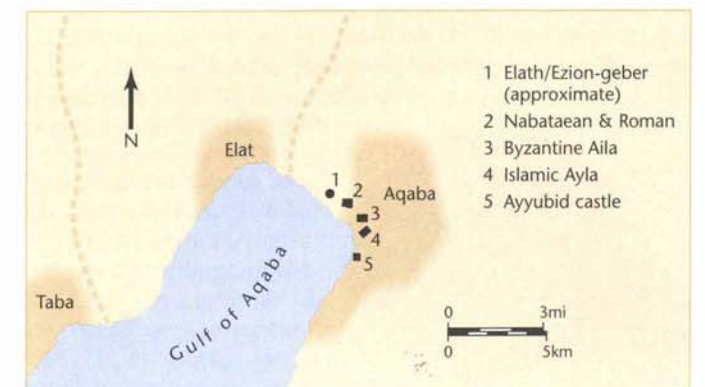 1 Elath/Ezion-geber
(approximate)
2 Nabataean & Roman
3 Byzantine Aila
4 Islamic Ayla
5 Ayyubid castle
N
Elat
1
2
Aqaba
3
4
5
Taba
Gulf of Aqaba
0 3mi
0 5km